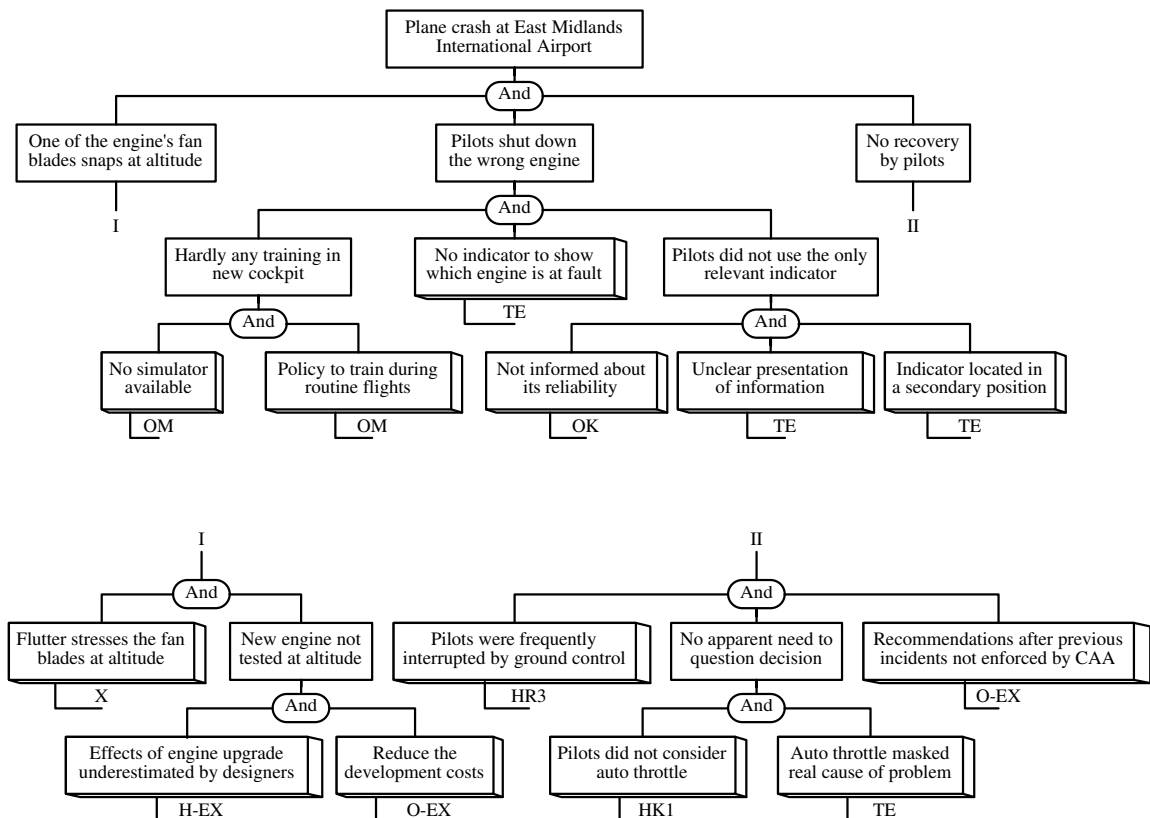 Plane crash at East Midlands
International Airport
And
One of the engine's fan
blades snaps at altitude
Pilots shut down
the wrong engine
No recovery
by pilots
I
And
II
Hardly any training in
new cockpit
No indicator to show
which engine is at fault
Pilots did not use the only
relevant indicator
TE
And
And
No simulator
available
Policy to train during
routine flights
Not informed about
its reliability
Unclear presentation
of information
Indicator located in
a secondary position
OM
OM
OK
TE
TE
I
II
And
And
Flutter stresses the fan
blades at altitude
New engine not
tested at altitude
Pilots were frequently
interrupted by ground control
No apparent need to
question decision
Recommendations after previous
incidents not enforced by CAA
X
HR3
O-EX
And
And
Effects of engine upgrade
underestimated by designers
Reduce the
development costs
Pilots did not consider
auto throttle
Auto throttle masked
real cause of problem
H-EX
O-EX
HK1
TE